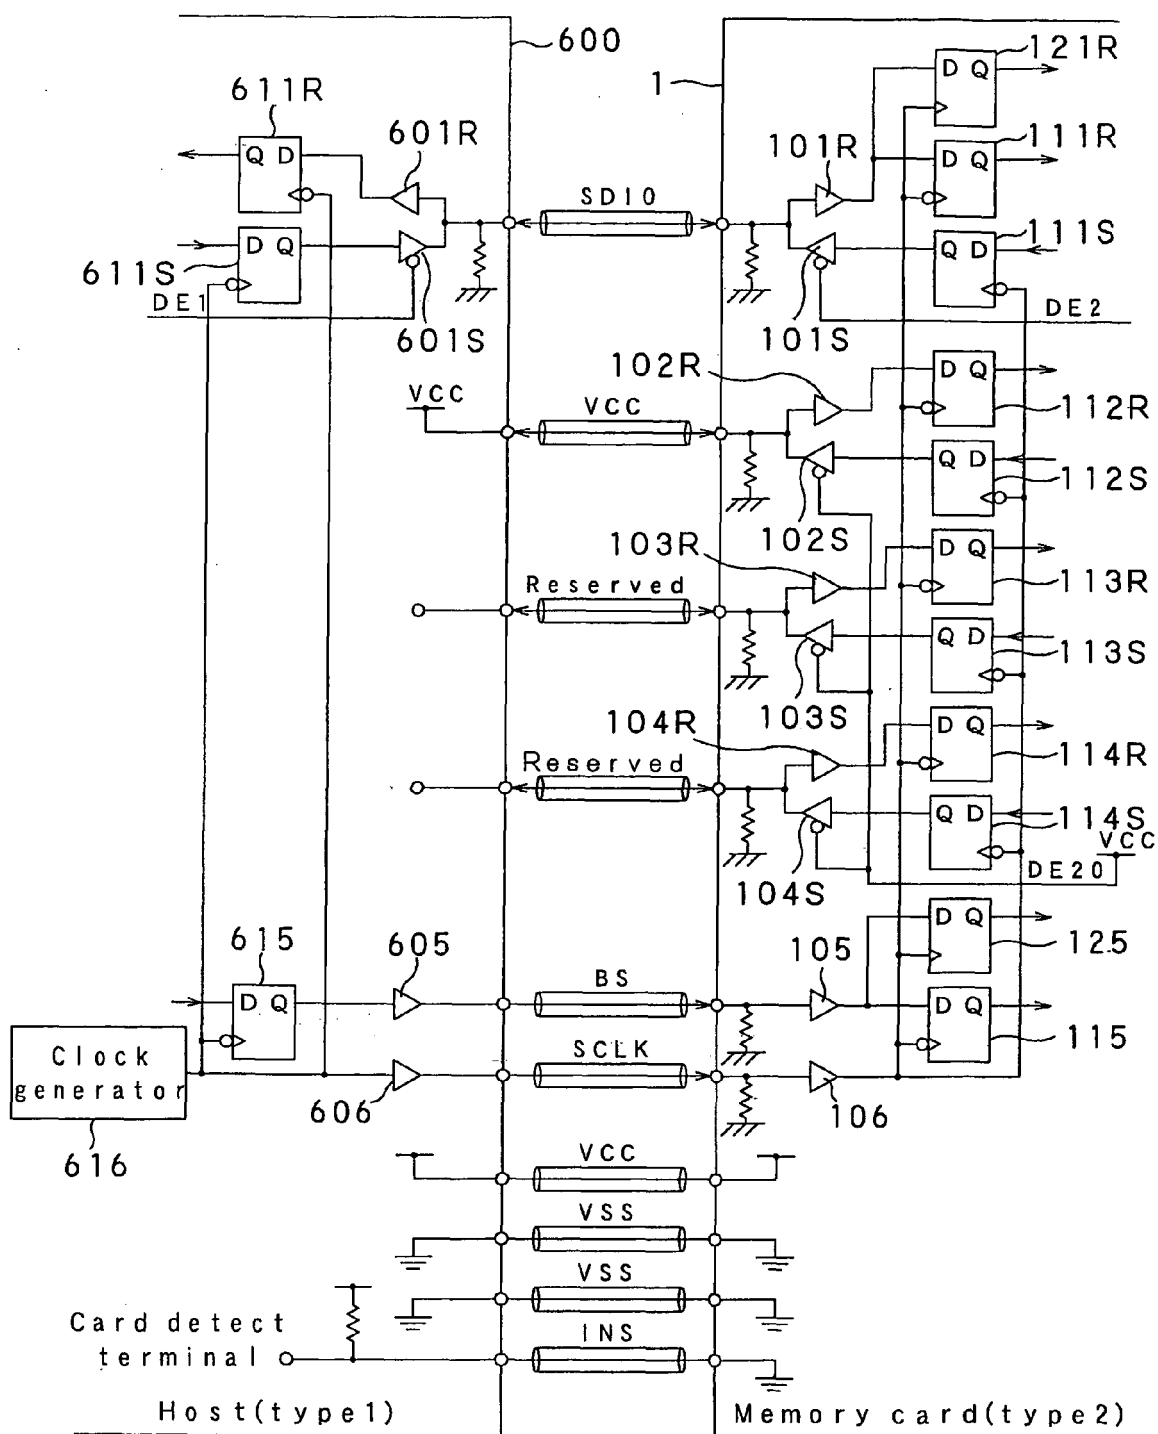 600
121R
611R
1
D Q
601R
111R
Q D
101R
D Q
SDIO
D Q
111S
611S
Q D
DE1
DE2
601S
101S
102R
D Q
VCC
VCC
112R
Q D
112S
102S
103R
D Q
Reserved
113R
Q D
113S
103S
104R
D Q
Reserved
114R
Q D
114S
VCC
DE20
104S
D Q
615
605
105
125
D Q
BS
D Q
115
Clock
generator
SCLK
606
106
616
VCC
VSS
VSS
Card detect
terminal
INS
Host(type1)
Memory card(type2)